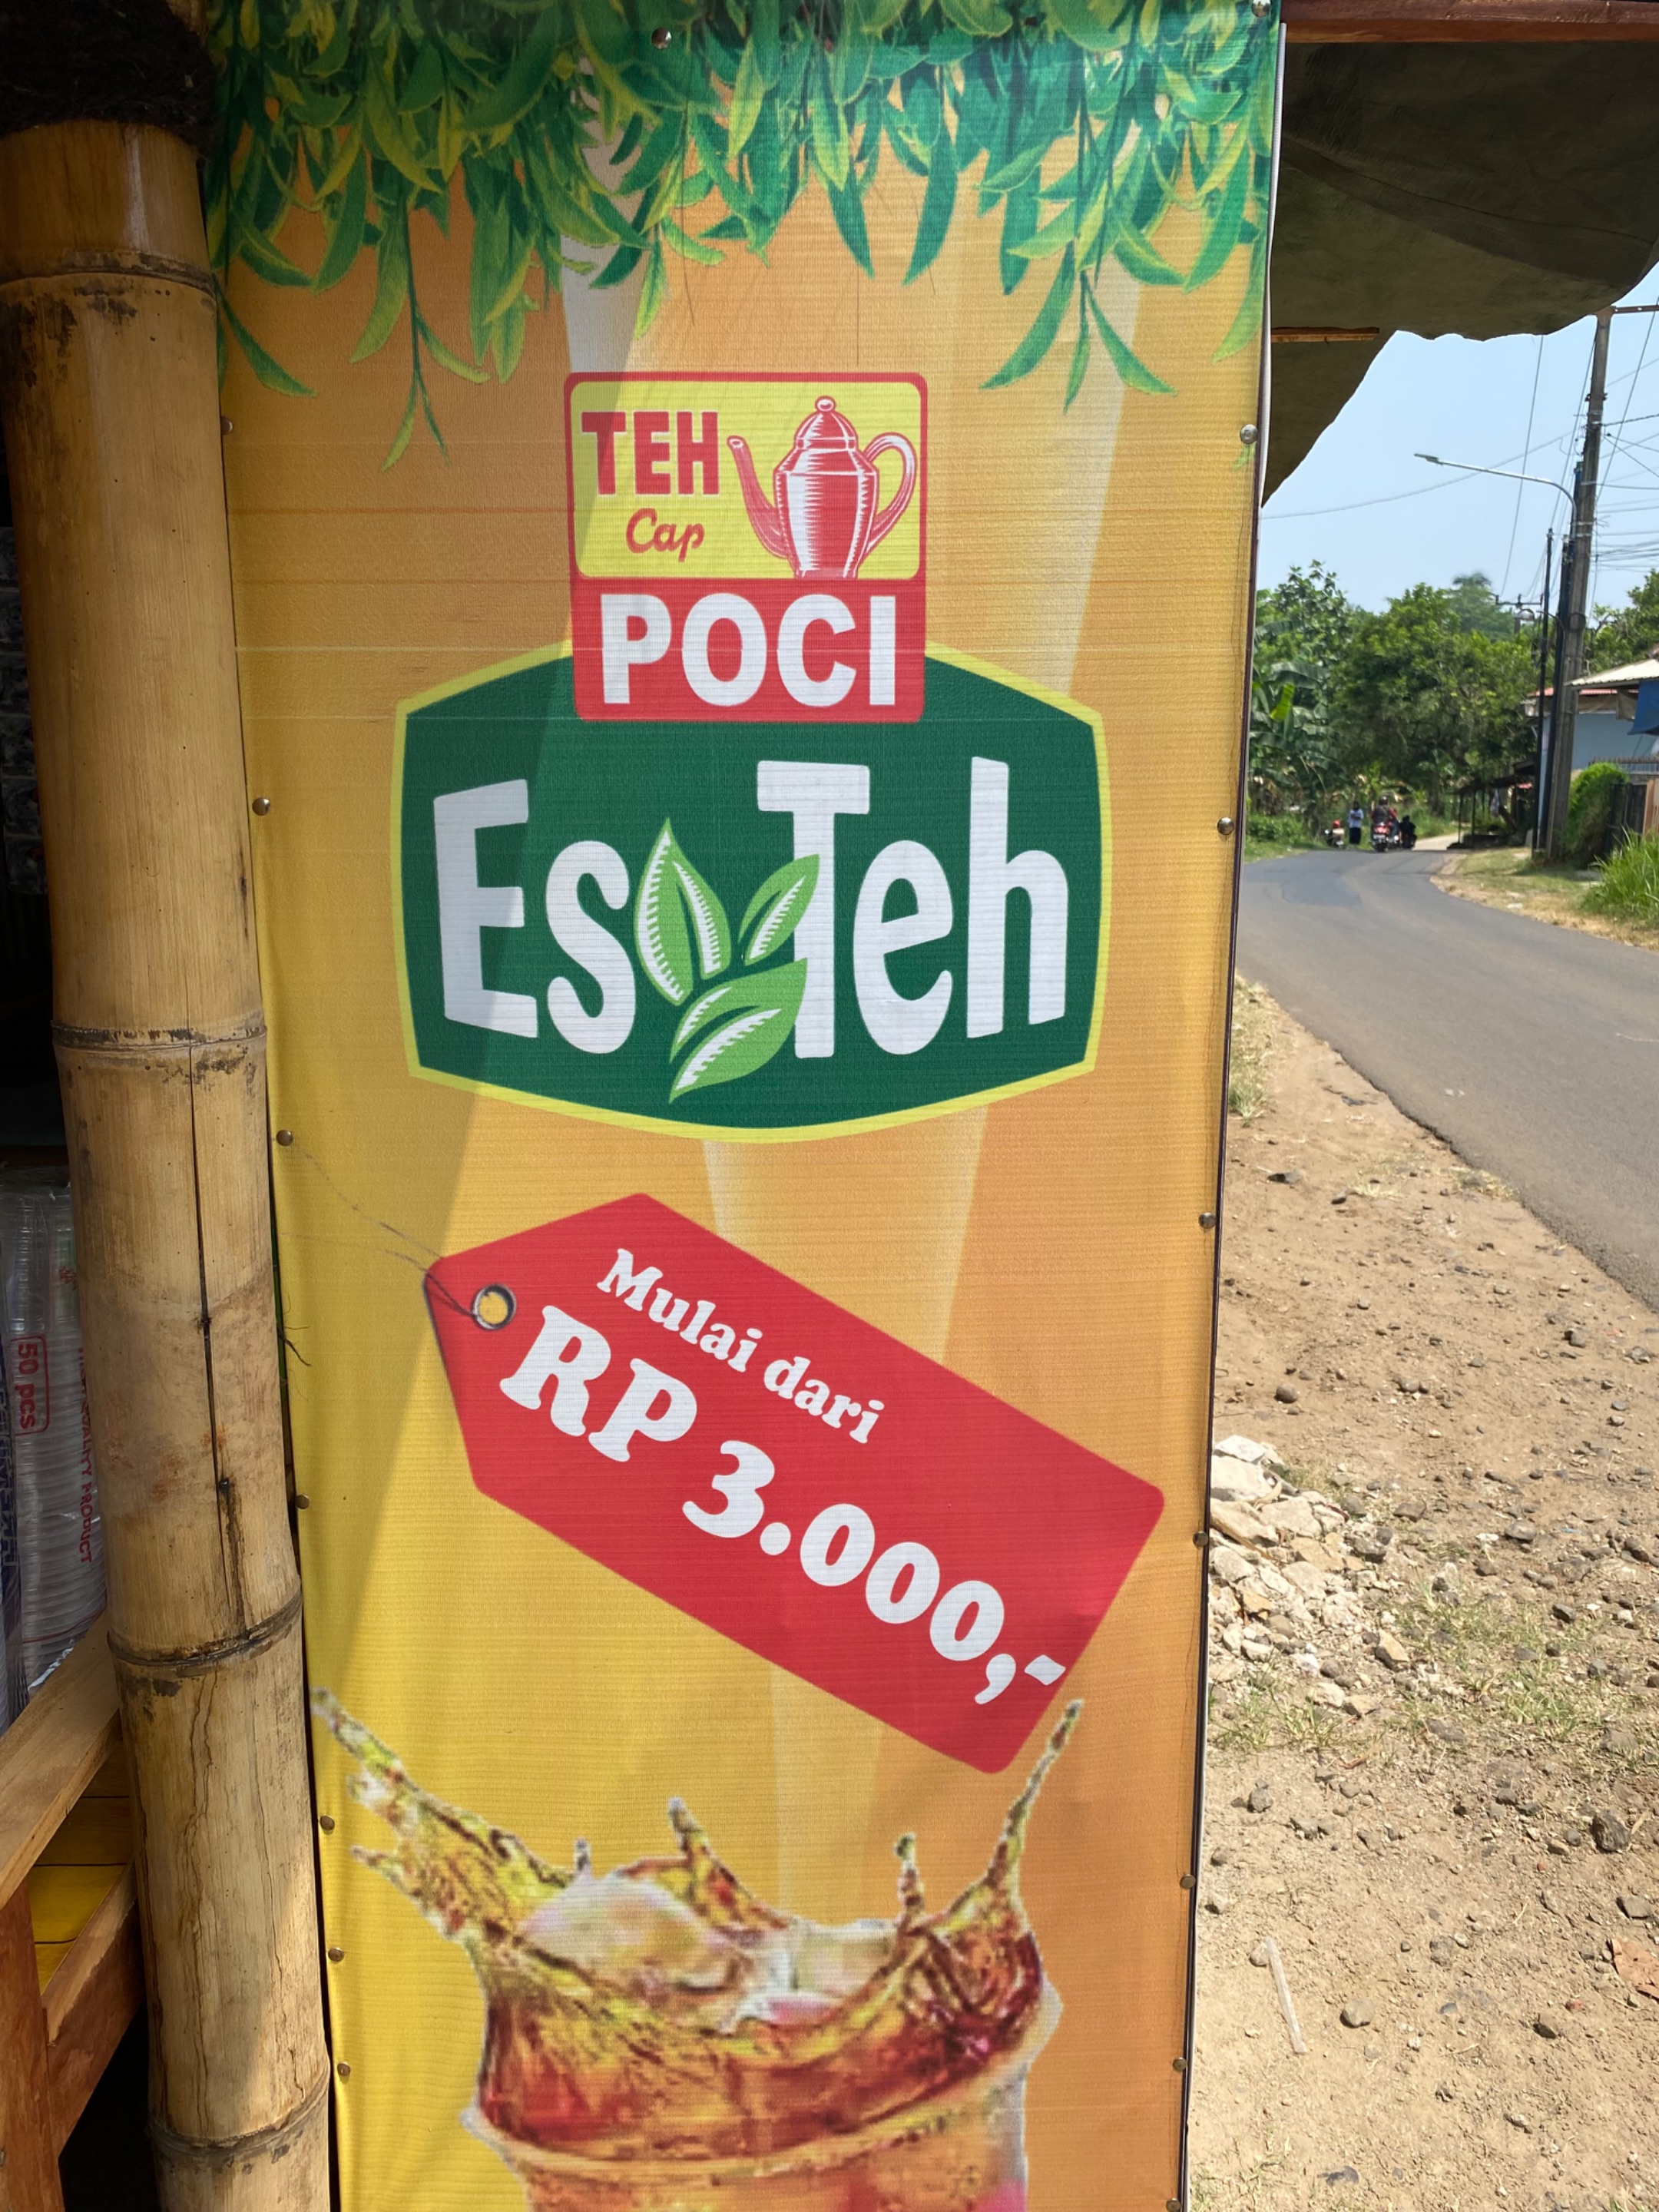 TEH
Cap
POCI
Es Teh
Mulai dari
RP 3.000,-
50 pcs